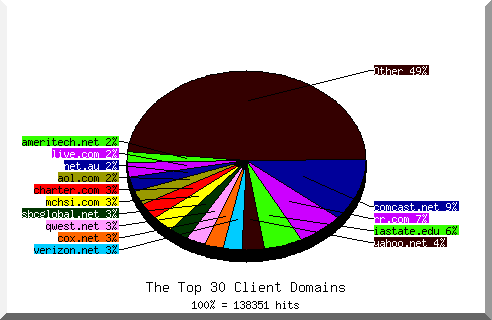 Other 49%
ameritech.net 2%
live.com 2%
net.au 2%
aol.com 2%
charter.com 3%
mchsi.com 3%
sbcglobal.net 3%
qwest.net 3%
cox.net 3%
verizon.net 3%
comcast.net 9%
rr.com 7%
iastate.edu 6%
yahoo.net 4%
The Top 30 Client Domains
100% = 138351 hits